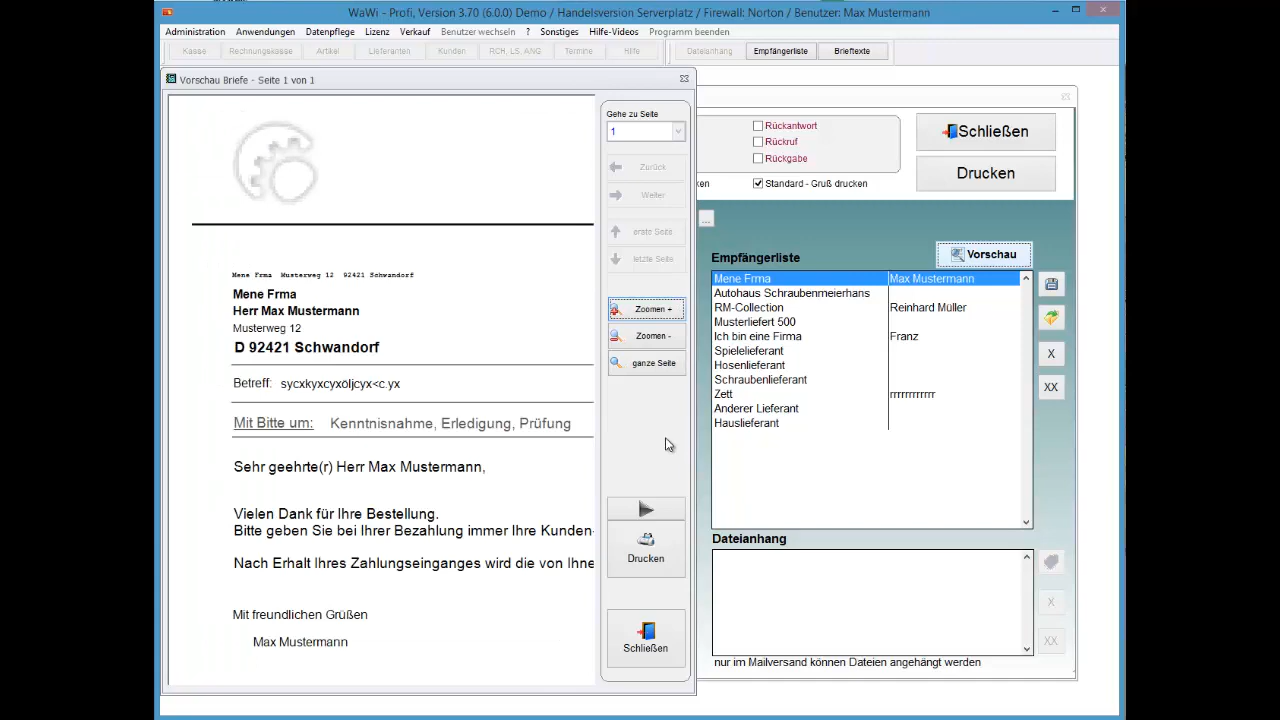 WaWi - Profi, Version 3.70 (6.0.0) Demo / Handelsversion Serverplatz / Firewall: Norton / Benutzer: Max Mustermann
Administration Anwendungen Datenpflege Lizenz Verkauf Benutzer wechseln ? Sonstiges Hilfe-Videos Programm beenden
Kasse Rechnungskasse Artikel Lieferanten Kunden RCH, LS, ANG Termine Hilfe Dateianhang Empfängerliste Brieftexte
Vorschau Briefe - Seite 1 von 1
Gehe zu Seite
1
Zurück
Weiter
erste Seite
letzte Seite
Zoomen +
Zoomen -
ganze Seite
Drucken
Schließen
Mene Frma Musterweg 12 92421 Schwandorf
Mene Frma
Herr Max Mustermann
Musterweg 12
D 92421 Schwandorf
Betreff: sycxkyxcyxöljcyx<c.yx
Mit Bitte um: Kenntnisnahme, Erledigung, Prüfung
Sehr geehrte(r) Herr Max Mustermann,
Vielen Dank für Ihre Bestellung.
Bitte geben Sie bei Ihrer Bezahlung immer Ihre Kunden-
Nach Erhalt Ihres Zahlungseinganges wird die von Ihne
Mit freundlichen Grüßen
Max Mustermann
Rückantwort
Rückruf
Rückgabe
ken
Standard - Gruß drucken
Schließen
Drucken
...
Empfängerliste
Vorschau
Mene Frma Max Mustermann
Autohaus Schraubenmeierhans
RM-Collection Reinhard Müller
Musterliefert 500
Ich bin eine Firma Franz
Spielelieferant
Hosenlieferant
Schraubenlieferant
Zett rrrrrrrrrrrr
Anderer Lieferant
Hauslieferant
X
XX
Dateianhang
X
XX
nur im Mailversand können Dateien angehängt werden